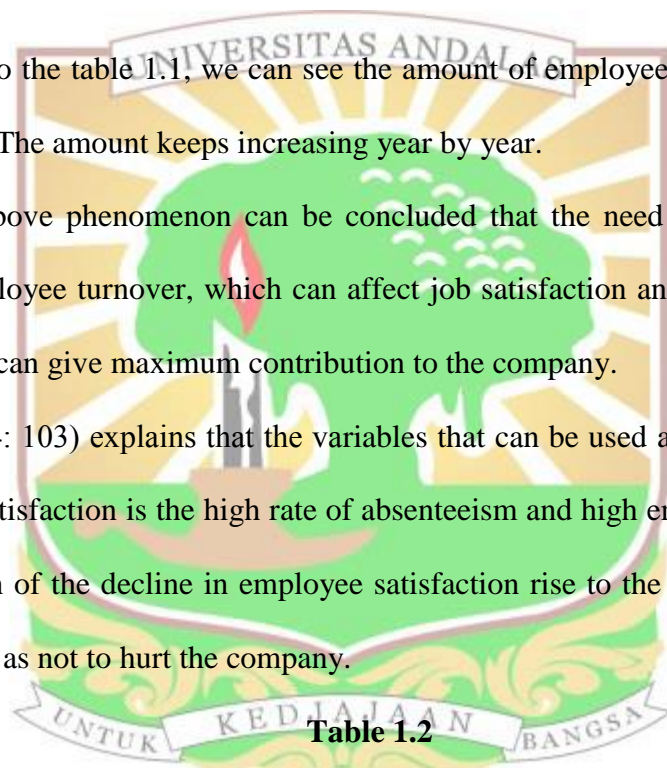 UNIVERSITAS ANDALAS
o the table 1.1, we can see the amount of employee
The amount keeps increasing year by year.
bove phenomenon can be concluded that the need
loyee turnover, which can affect job satisfaction an
can give maximum contribution to the company.
: 103) explains that the variables that can be used a
tisfaction is the high rate of absenteeism and high e
of the decline in employee satisfaction rise to the
as not to hurt the company.
UNTUK KEDJAJAAN BANGSA
Table 1.2